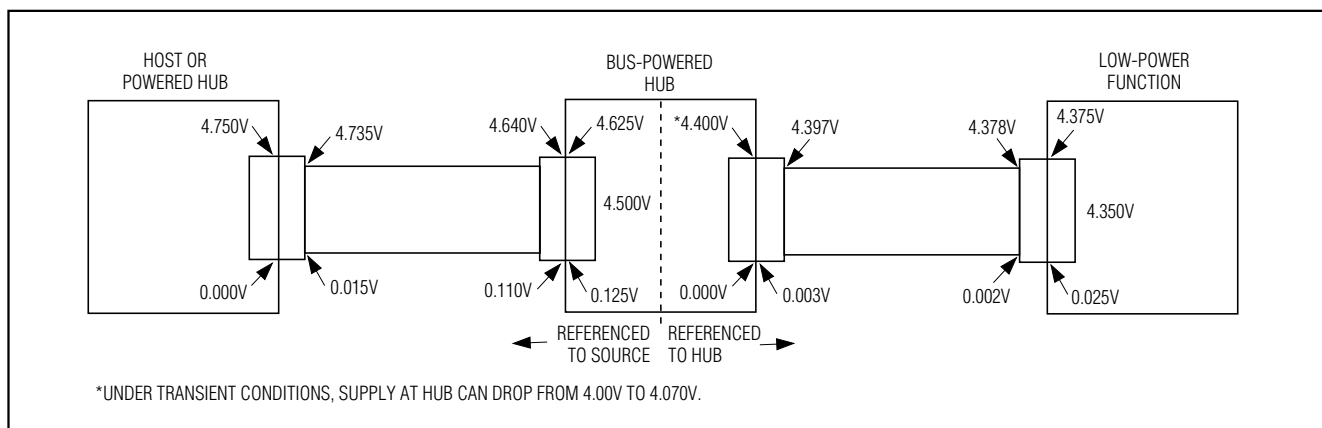 HOST OR
POWERED HUB
BUS-POWERED
HUB
LOW-POWER
FUNCTION
4.750V
4.735V
4.640V
4.625V
*4.400V
4.397V
4.378V
4.375V
4.500V
4.350V
0.000V
0.015V
0.110V
0.125V
0.000V
0.003V
0.002V
0.025V
REFERENCED
TO SOURCE
REFERENCED
TO HUB
*UNDER TRANSIENT CONDITIONS, SUPPLY AT HUB CAN DROP FROM 4.00V TO 4.070V.